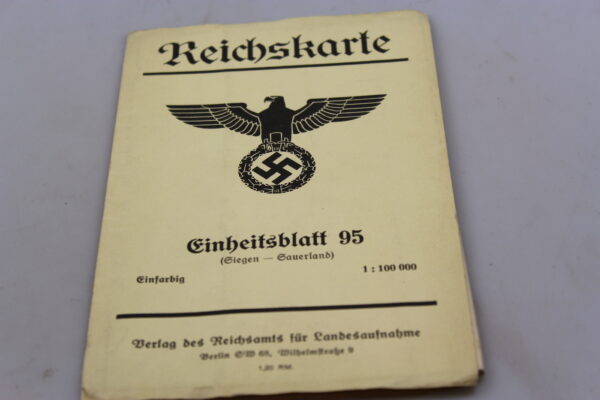 Reichskarte
Einheitsblatt 95
(Siegen — Sauerland)
Einfarbig
1 : 100 000
Verlag des Reichsamts für Landesaufnahme
Berlin SW 68, Wilhelmstraße 9
1,20 RM.